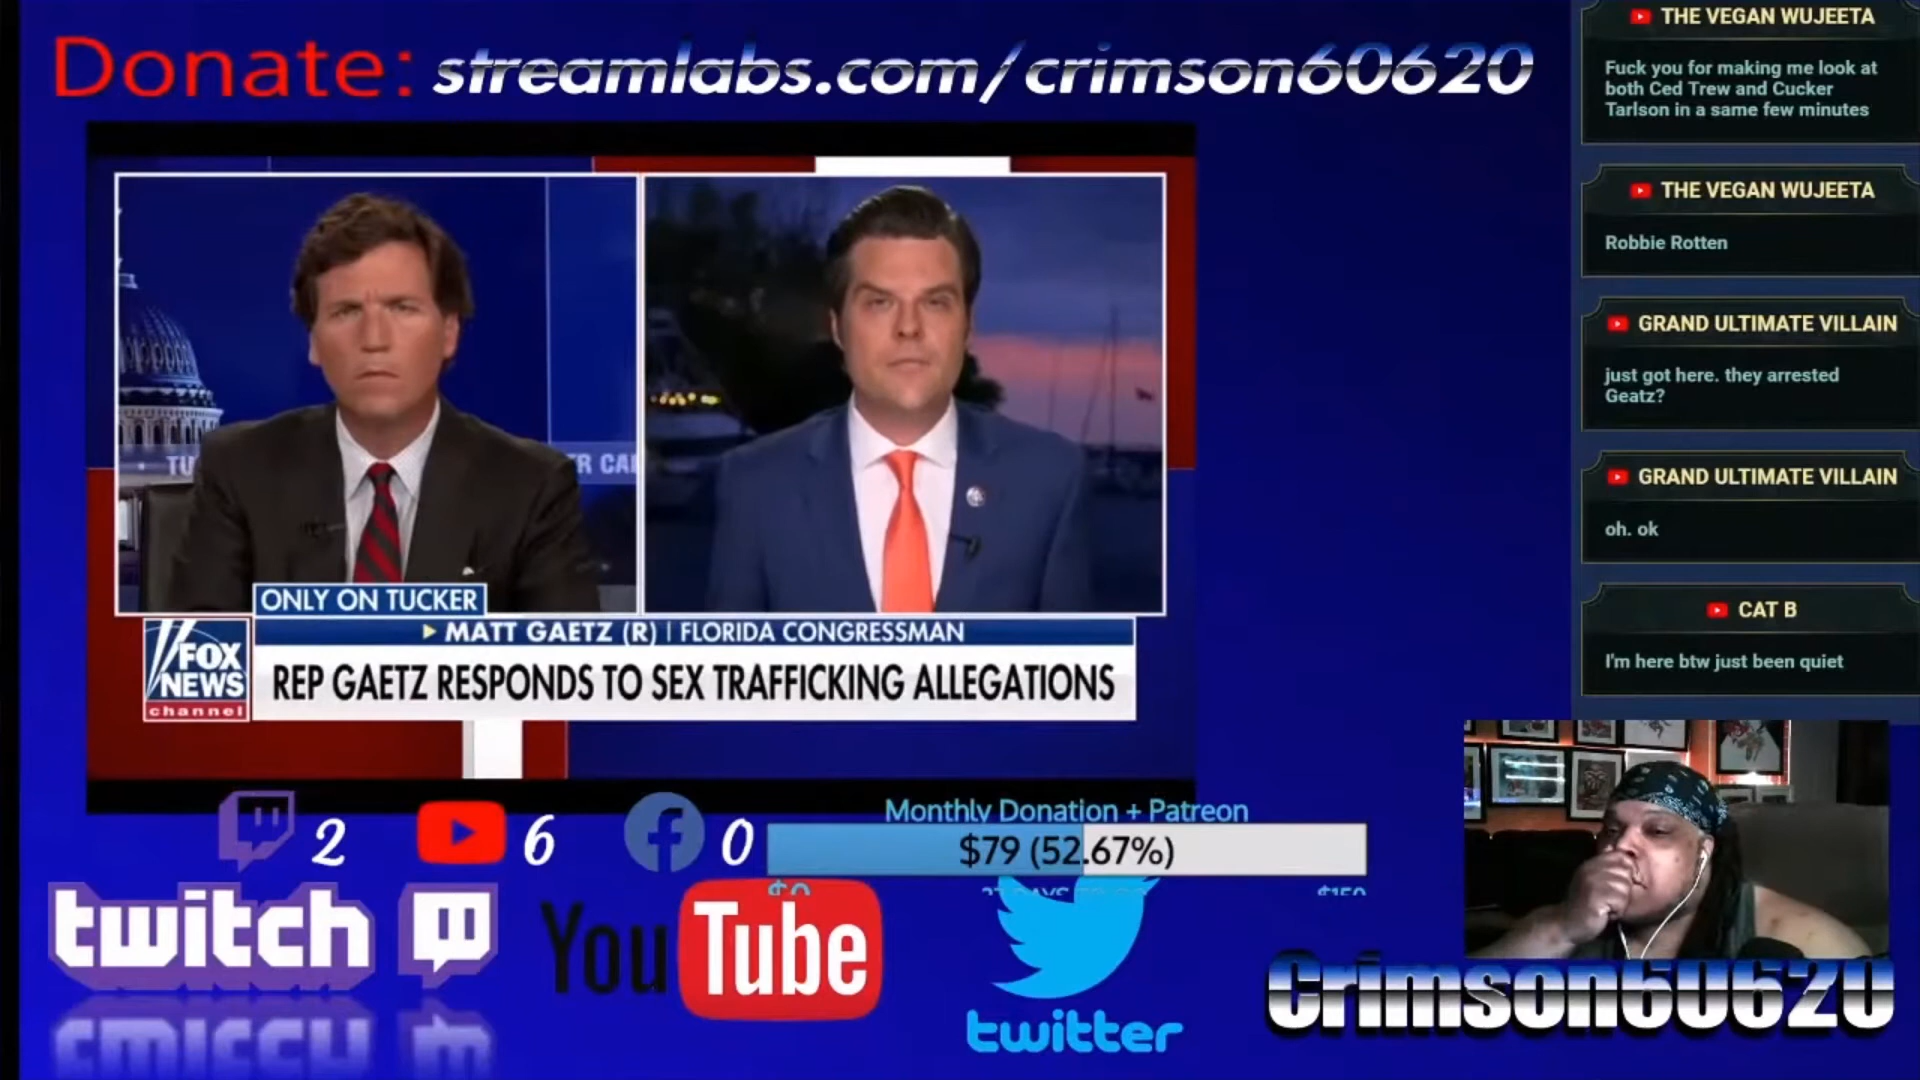 Donate: streamlabs.com/crimson60620
THE VEGAN WUJEETA
Fuck you for making me look at
both Ced Trew and Cucker
Tarlson in a same few minutes
THE VEGAN WUJEETA
Robbie Rotten
GRAND ULTIMATE VILLAIN
just got here. they arrested
Geatz?
GRAND ULTIMATE VILLAIN
oh. ok
CAT B
I'm here btw just been quiet
TU
R CA
ONLY ON TUCKER
MATT GAETZ (R) | FLORIDA CONGRESSMAN
FOX
NEWS
channel
REP GAETZ RESPONDS TO SEX TRAFFICKING ALLEGATIONS
2
6
0
Monthly Donation + Patreon
$79 (52.67%)
$0
$150
twitch
YouTube
twitter
Crimson60620